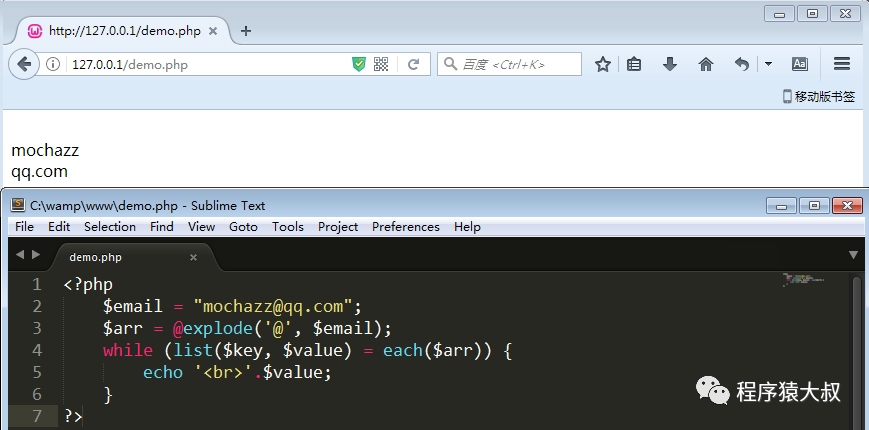 http://127.0.0.1/demo.php
127.0.0.1/demo.php
百度 <Ctrl+K>
移动版书签
mochazz
qq.com
C:\wamp\www\demo.php - Sublime Text
File Edit Selection Find View Goto Tools Project Preferences Help
demo.php
1 <?php
2 $email = "mochazz@qq.com";
3 $arr = @explode('@', $email);
4 while (list($key, $value) = each($arr)) {
5 echo '<br>'.$value;
6 }
7 ?>
程序猿大叔